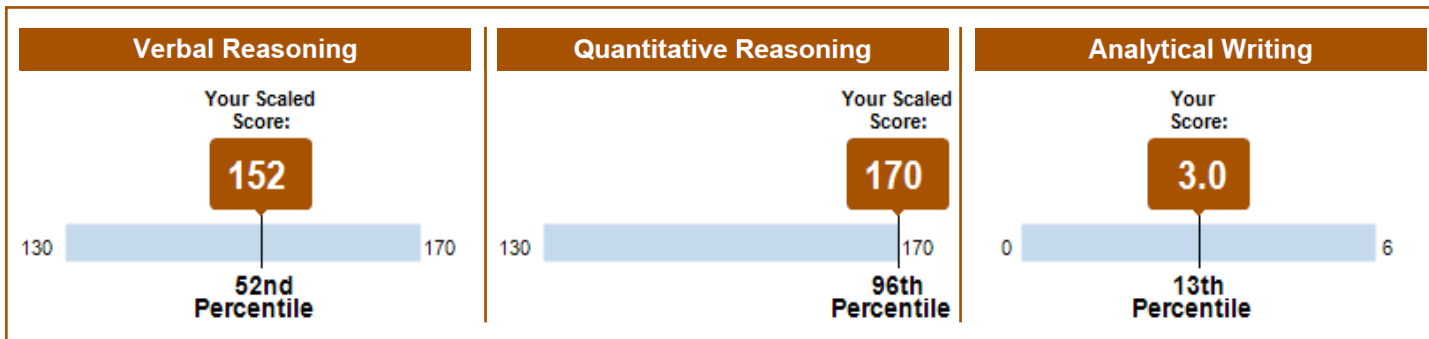 Verbal Reasoning
Your Scaled
Score:
152
130
170
52nd
Percentile
Quantitative Reasoning
Your Scaled
Score:
170
130
170
96th
Percentile
Analytical Writing
Your
Score:
3.0
0
6
13th
Percentile